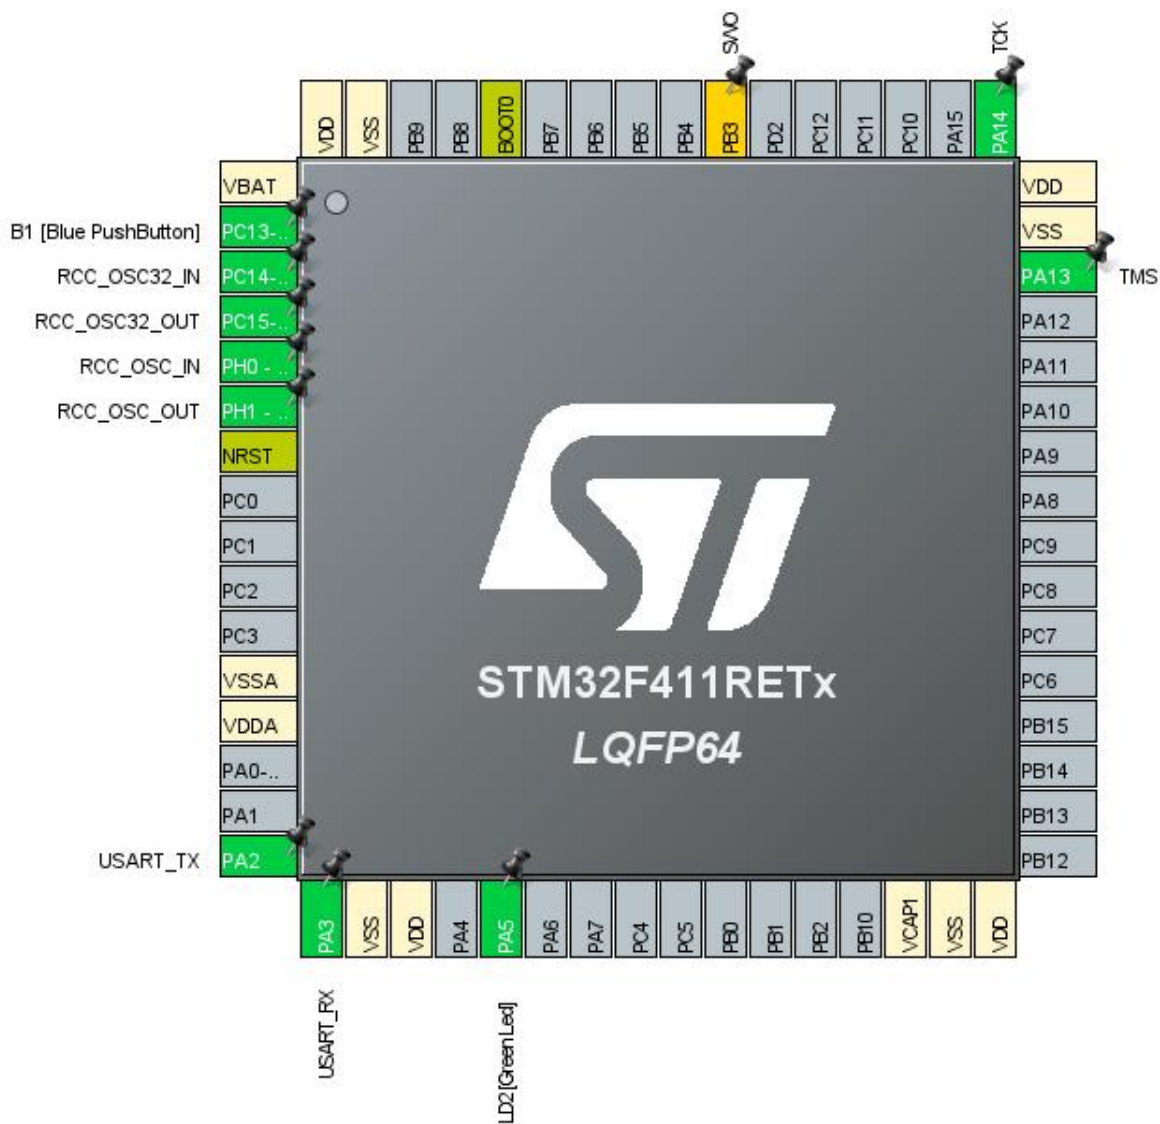 SWO
TCK
VDD
VSS
PB9
PB8
BOOT0
PB7
PB6
PB5
PB4
PB3
PD2
PC12
PC11
PC10
PA15
PA14
VBAT
B1 [Blue PushButton] PC13-..
RCC_OSC32_IN PC14-..
RCC_OSC32_OUT PC15-..
RCC_OSC_IN PH0 - ..
RCC_OSC_OUT PH1 - ..
NRST
PC0
PC1
PC2
PC3
VSSA
VDDA
PA0-..
PA1
USART_TX PA2
STM32F411RETx
LQFP64
VDD
VSS
PA13 TMS
PA12
PA11
PA10
PA9
PA8
PC9
PC8
PC7
PC6
PB15
PB14
PB13
PB12
PA3
VSS
VDD
PA4
PA5
PA6
PA7
PC4
PC5
PB0
PB1
PB2
PB10
VCAP1
VSS
VDD
USART_RX
LD2 [Green Led]